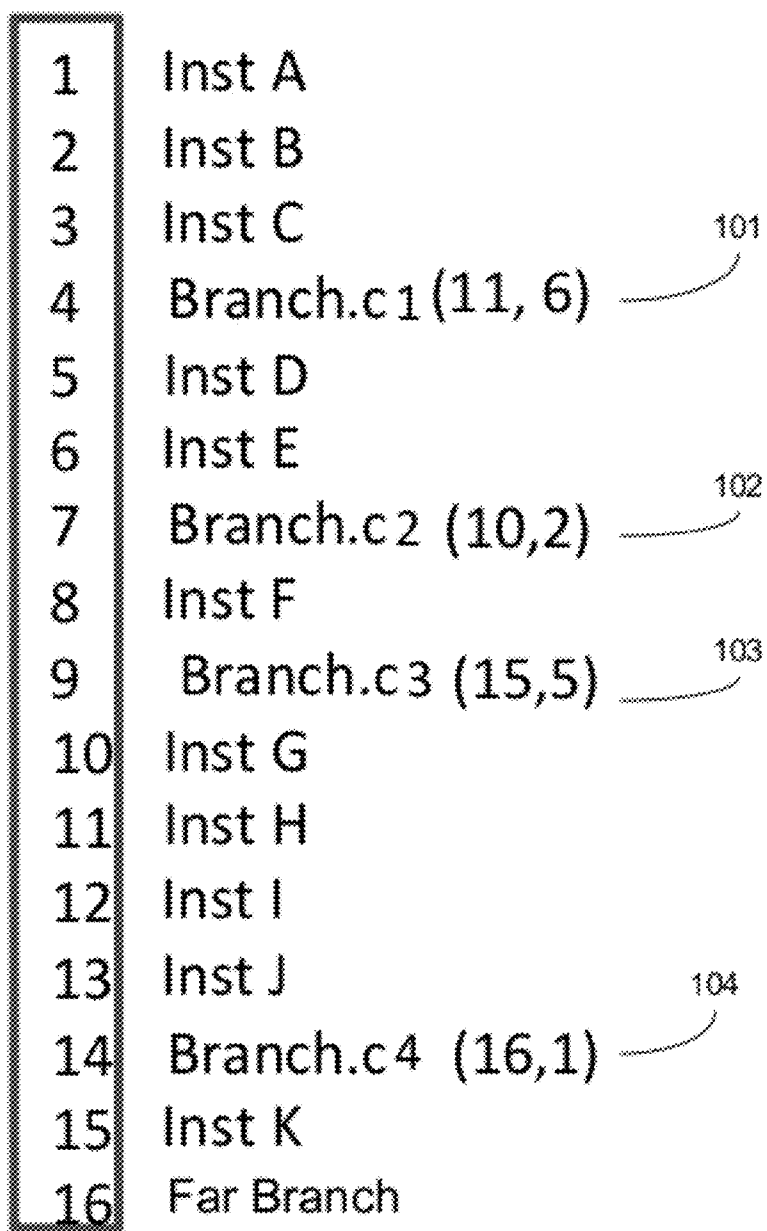 1 Inst A
2 Inst B
3 Inst C
101
4 Branch.c1 (11, 6)
5 Inst D
6 Inst E
102
7 Branch.c2 (10,2)
8 Inst F
103
9 Branch.c3 (15,5)
10 Inst G
11 Inst H
12 Inst I
13 Inst J
104
14 Branch.c4 (16,1)
15 Inst K
16 Far Branch